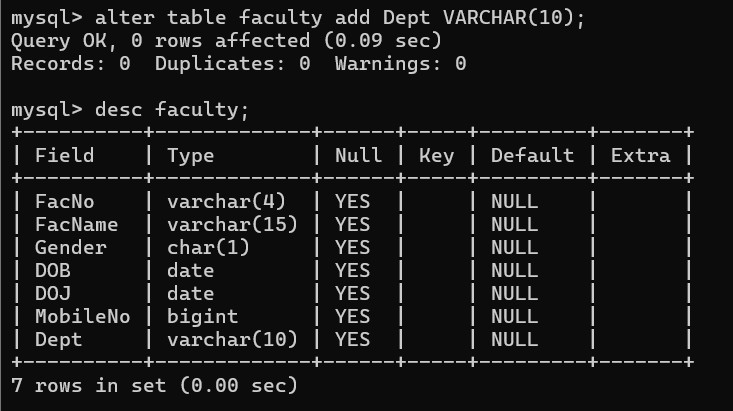 mysql> alter table faculty add Dept VARCHAR(10);
Query OK, 0 rows affected (0.09 sec)
Records: 0  Duplicates: 0  Warnings: 0

mysql> desc faculty;
+----------+-------------+------+-----+---------+-------+
| Field    | Type        | Null | Key | Default | Extra |
+----------+-------------+------+-----+---------+-------+
| FacNo    | varchar(4)  | YES  |     | NULL    |       |
| FacName  | varchar(15) | YES  |     | NULL    |       |
| Gender   | char(1)     | YES  |     | NULL    |       |
| DOB      | date        | YES  |     | NULL    |       |
| DOJ      | date        | YES  |     | NULL    |       |
| MobileNo | bigint      | YES  |     | NULL    |       |
| Dept     | varchar(10) | YES  |     | NULL    |       |
+----------+-------------+------+-----+---------+-------+
7 rows in set (0.00 sec)